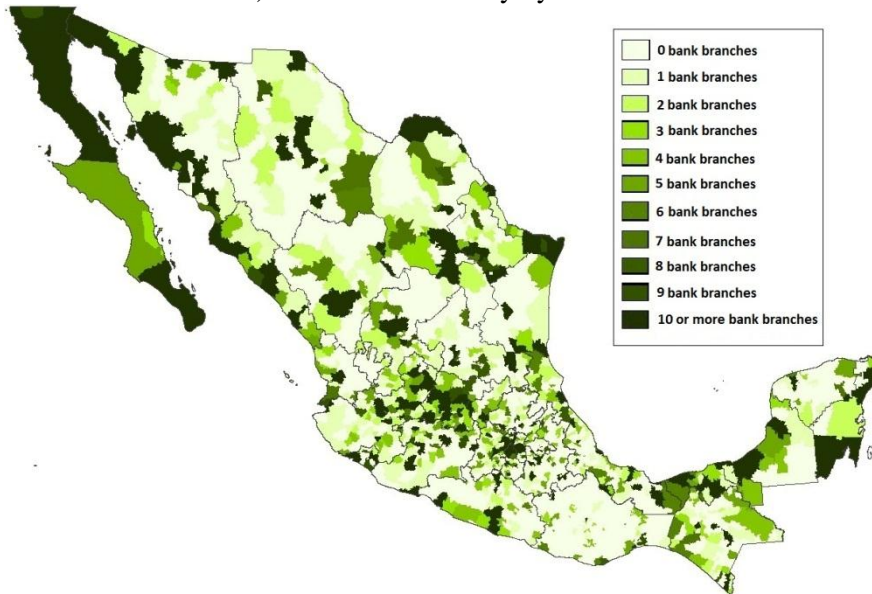 0 bank branches
1 bank branches
2 bank branches
3 bank branches
4 bank branches
5 bank branches
6 bank branches
7 bank branches
8 bank branches
9 bank branches
10 or more bank branches